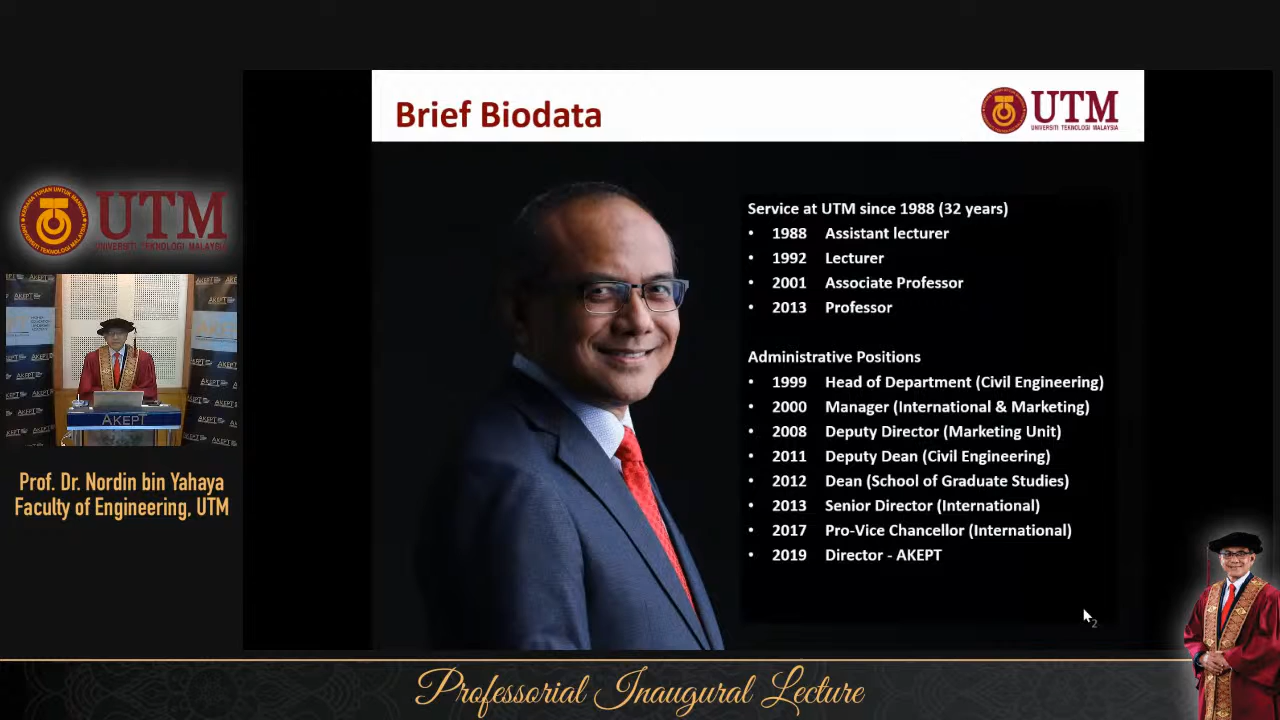 Brief Biodata
UTM
UNIVERSITI TEKNOLOGI MALAYSIA
Service at UTM since 1988 (32 years)
• 1988 Assistant lecturer
• 1992 Lecturer
• 2001 Associate Professor
• 2013 Professor
Administrative Positions
• 1999 Head of Department (Civil Engineering)
• 2000 Manager (International & Marketing)
• 2008 Deputy Director (Marketing Unit)
• 2011 Deputy Dean (Civil Engineering)
• 2012 Dean (School of Graduate Studies)
• 2013 Senior Director (International)
• 2017 Pro-Vice Chancellor (International)
• 2019 Director - AKEPT
2
UTM
UNIVERSITI TEKNOLOGI MALAYSIA
AKEPT
Prof. Dr. Nordin bin Yahaya
Faculty of Engineering, UTM
Professorial Inaugural Lecture